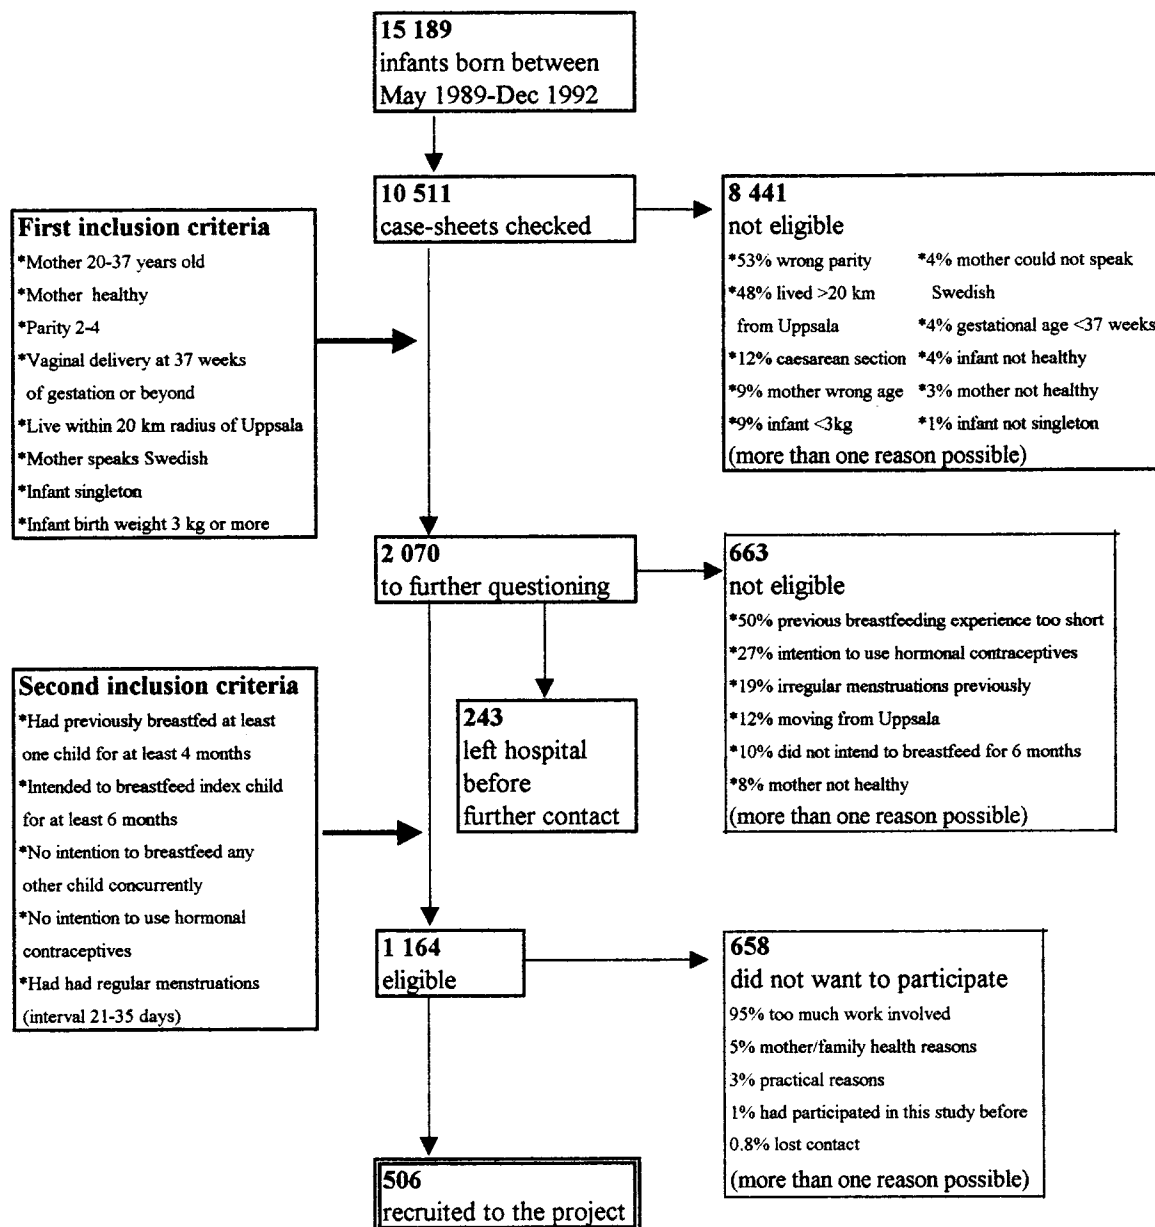 15 189
infants born between
May 1989-Dec 1992
10 511
case-sheets checked
8 441
not eligible
*53% wrong parity
*48% lived >20 km
from Uppsala
*12% caesarean section
*9% mother wrong age
*9% infant <3kg
*4% mother could not speak
Swedish
*4% gestational age <37 weeks
*4% infant not healthy
*3% mother not healthy
*1% infant not singleton
(more than one reason possible)
First inclusion criteria
*Mother 20-37 years old
*Mother healthy
*Parity 2-4
*Vaginal delivery at 37 weeks
of gestation or beyond
*Live within 20 km radius of Uppsala
*Mother speaks Swedish
*Infant singleton
*Infant birth weight 3 kg or more
2 070
to further questioning
663
not eligible
*50% previous breastfeeding experience too short
*27% intention to use hormonal contraceptives
*19% irregular menstruations previously
*12% moving from Uppsala
*10% did not intend to breastfeed for 6 months
*8% mother not healthy
(more than one reason possible)
243
left hospital
before
further contact
Second inclusion criteria
*Had previously breastfed at least
one child for at least 4 months
*Intended to breastfeed index child
for at least 6 months
*No intention to breastfeed any
other child concurrently
*No intention to use hormonal
contraceptives
*Had had regular menstruations
(interval 21-35 days)
1 164
eligible
658
did not want to participate
95% too much work involved
5% mother/family health reasons
3% practical reasons
1% had participated in this study before
0.8% lost contact
(more than one reason possible)
506
recruited to the project